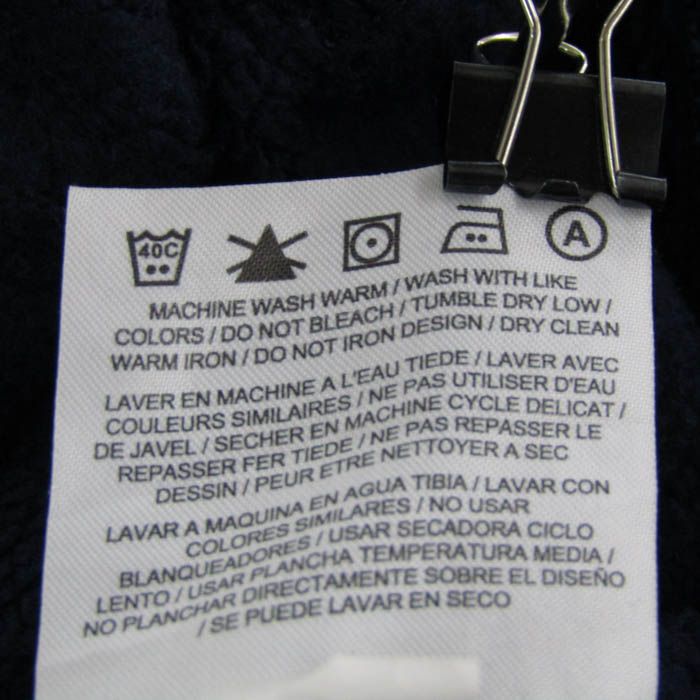 40C
A
MACHINE WASH WARM / WASH WITH LIKE
COLORS / DO NOT BLEACH / TUMBLE DRY LOW /
WARM IRON / DO NOT IRON DESIGN / DRY CLEAN
LAVER EN MACHINE A L'EAU TIEDE / LAVER AVEC
COULEURS SIMILAIRES / NE PAS UTILISER D'EAU
DE JAVEL / SECHER EN MACHINE CYCLE DELICAT /
REPASSER FER TIEDE / NE PAS REPASSER LE
DESSIN / PEUR ETRE NETTOYER A SEC
LAVAR A MAQUINA EN AGUA TIBIA / LAVAR CON
COLORES SIMILARES / NO USAR
BLANQUEADORES / USAR SECADORA CICLO
LENTO / USAR PLANCHA TEMPERATURA MEDIA /
NO PLANCHAR DIRECTAMENTE SOBRE EL DISEÑO
/ SE PUEDE LAVAR EN SECO